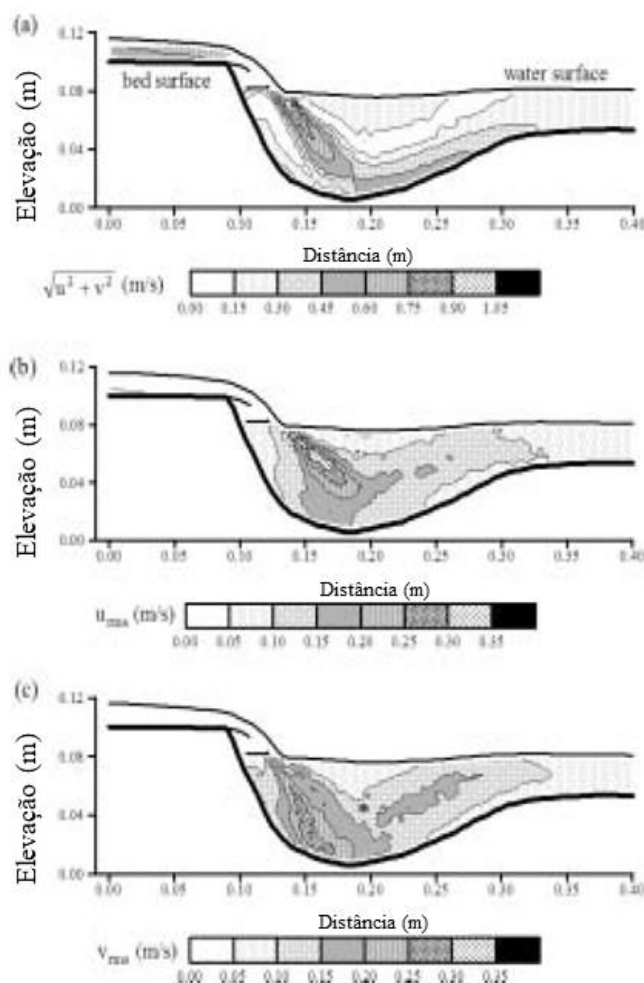 (a)
0.12
0.08
0.04
0.00
Elevação (m)
bed surface
water surface
0.00 0.05 0.10 0.15 0.20 0.25 0.30 0.35 0.40
Distância (m)
√u² + v² (m/s)
0.00 0.15 0.30 0.45 0.60 0.75 0.90 1.05
(b)
0.12
0.08
0.04
0.00
Elevação (m)
0.00 0.05 0.10 0.15 0.20 0.25 0.30 0.35 0.40
Distância (m)
u rms (m/s)
0.00 0.05 0.10 0.15 0.20 0.25 0.30 0.35
(c)
0.12
0.08
0.04
0.00
Elevação (m)
0.00 0.05 0.10 0.15 0.20 0.25 0.30 0.35 0.40
Distância (m)
v rms (m/s)
0.00 0.05 0.10 0.15 0.20 0.25 0.30 0.35